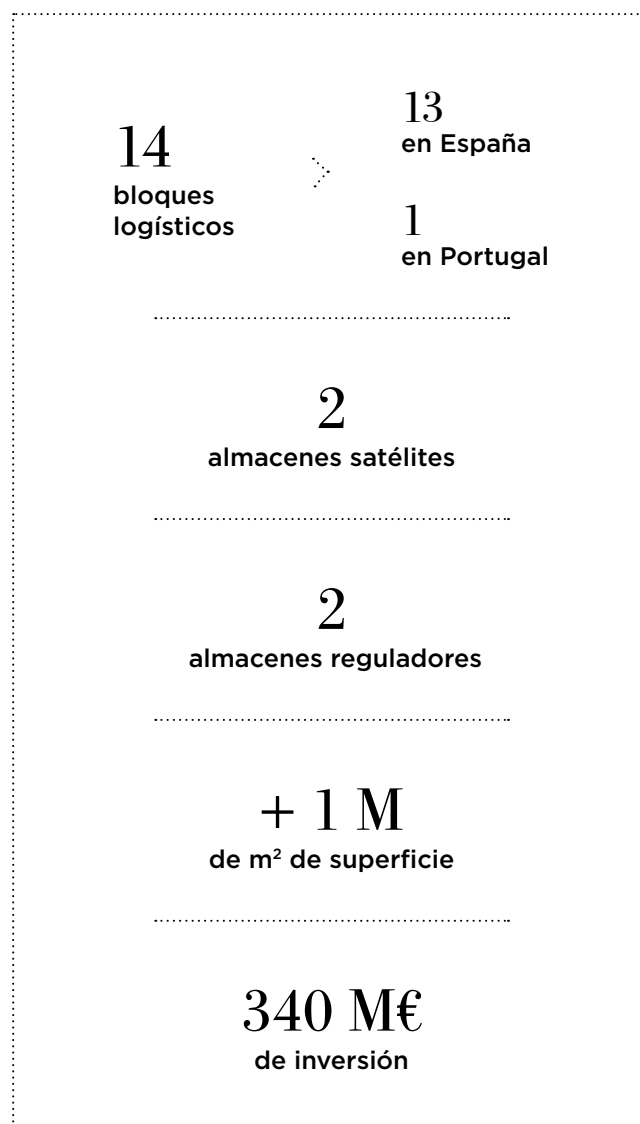 14
bloques
logísticos
13
en España
1
en Portugal
2
almacenes satélites
2
almacenes reguladores
+ 1 M
de m² de superficie
340 M€
de inversión